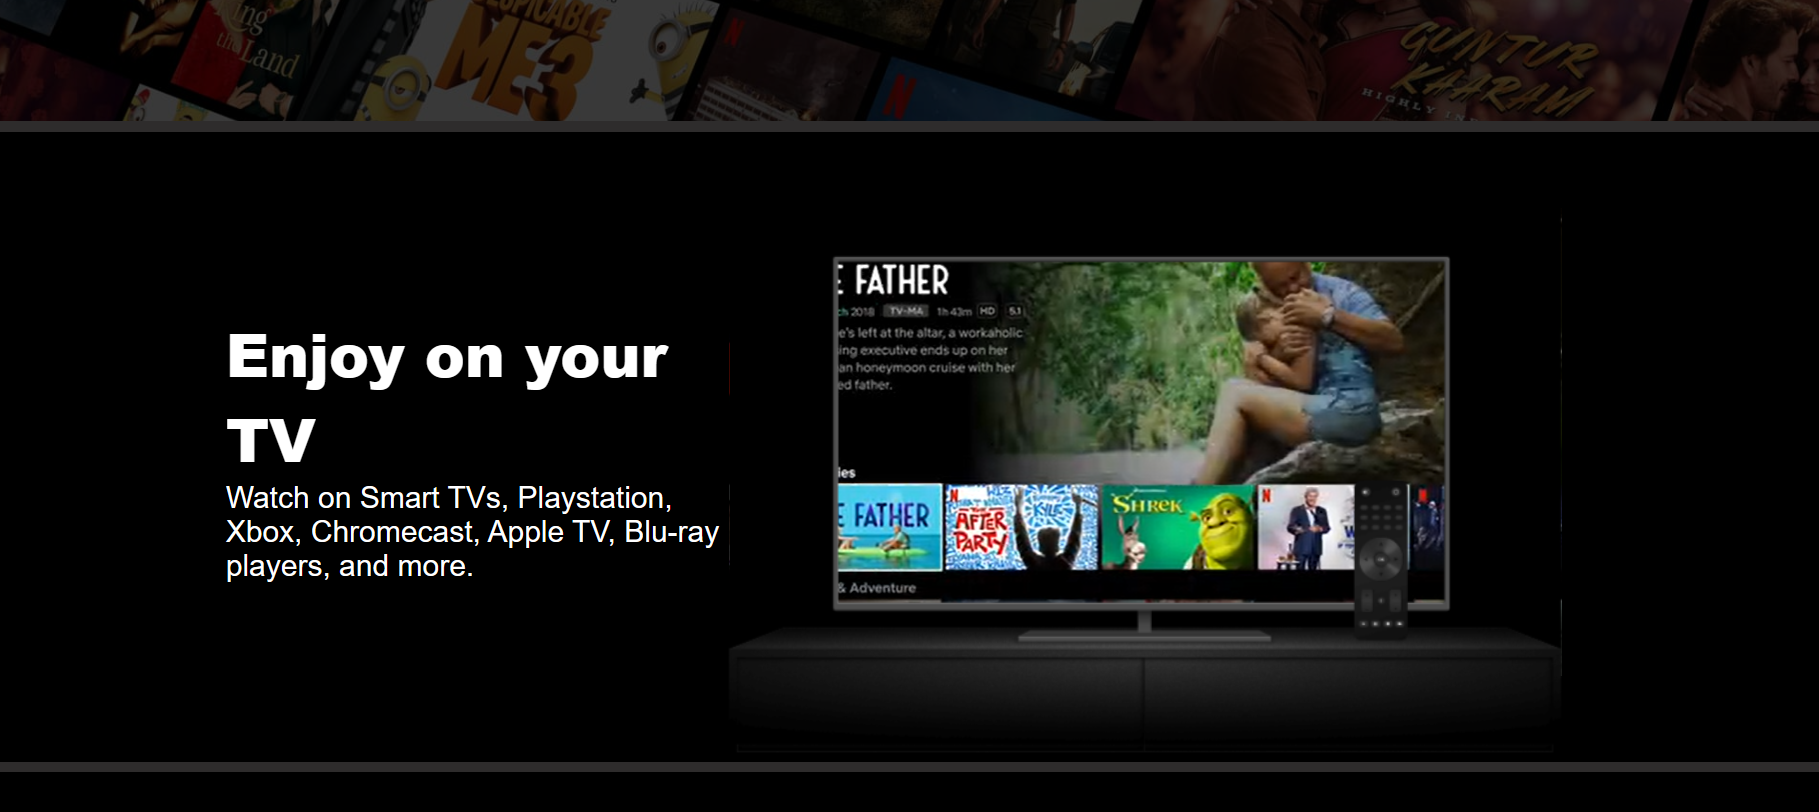 King
the Land
DESPICABLE
ME3
N
N
GUNTUR
KAARAM
HIGHLY IN
Enjoy on your
TV
Watch on Smart TVs, Playstation,
Xbox, Chromecast, Apple TV, Blu-ray
players, and more.
E FATHER
ch 2018 TV-MA 1h 43m HD 5.1
e's left at the altar, a workaholic
ing executive ends up on her
an honeymoon cruise with her
ed father.
ies
E FATHER
N
THE
AFTER
PARTY
KYLE
SHREK
N
& Adventure